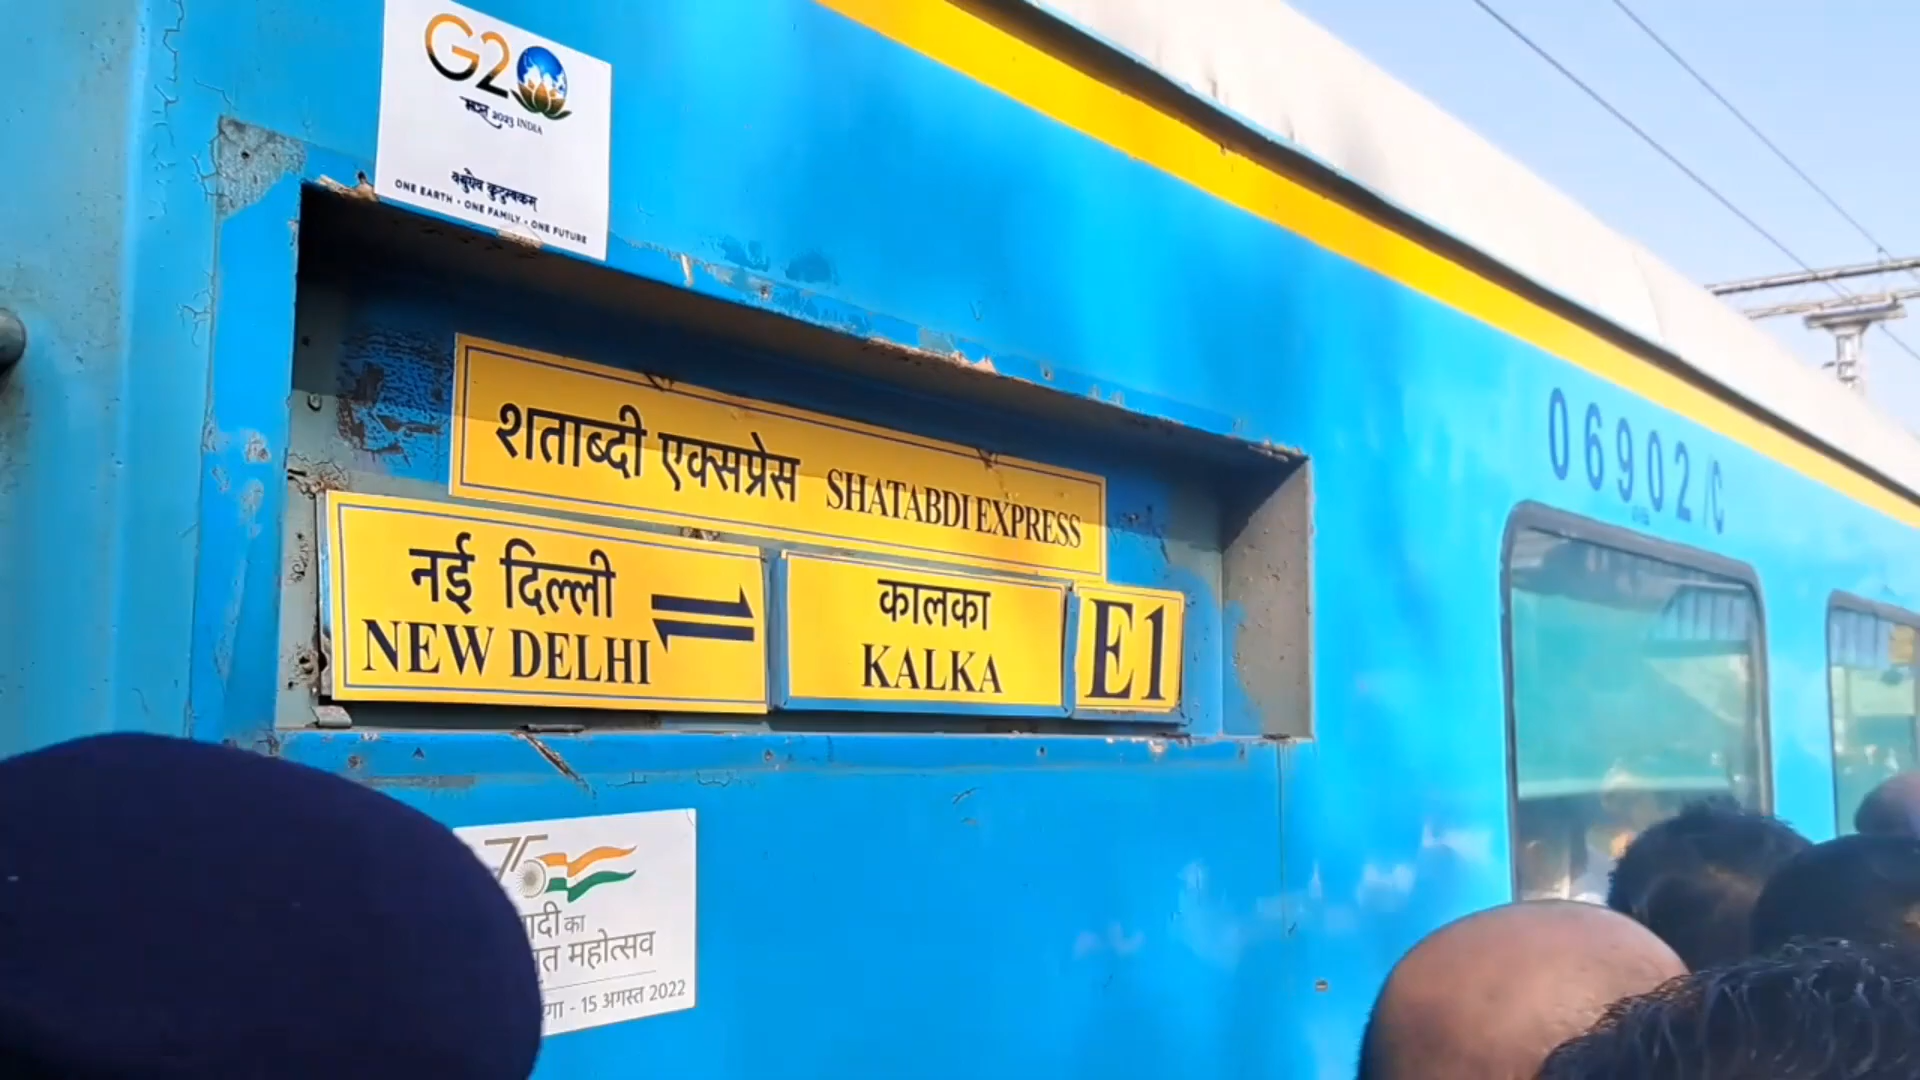 G20
भारत 2023 INDIA
वसुधैव कुटुम्बकम्
ONE EARTH • ONE FAMILY • ONE FUTURE
शताब्दी एक्सप्रेस SHATABDI EXPRESS
नई दिल्ली
NEW DELHI
कालका
KALKA
E1
06902/C
75
का
महोत्सव
- 15 अगस्त 2022